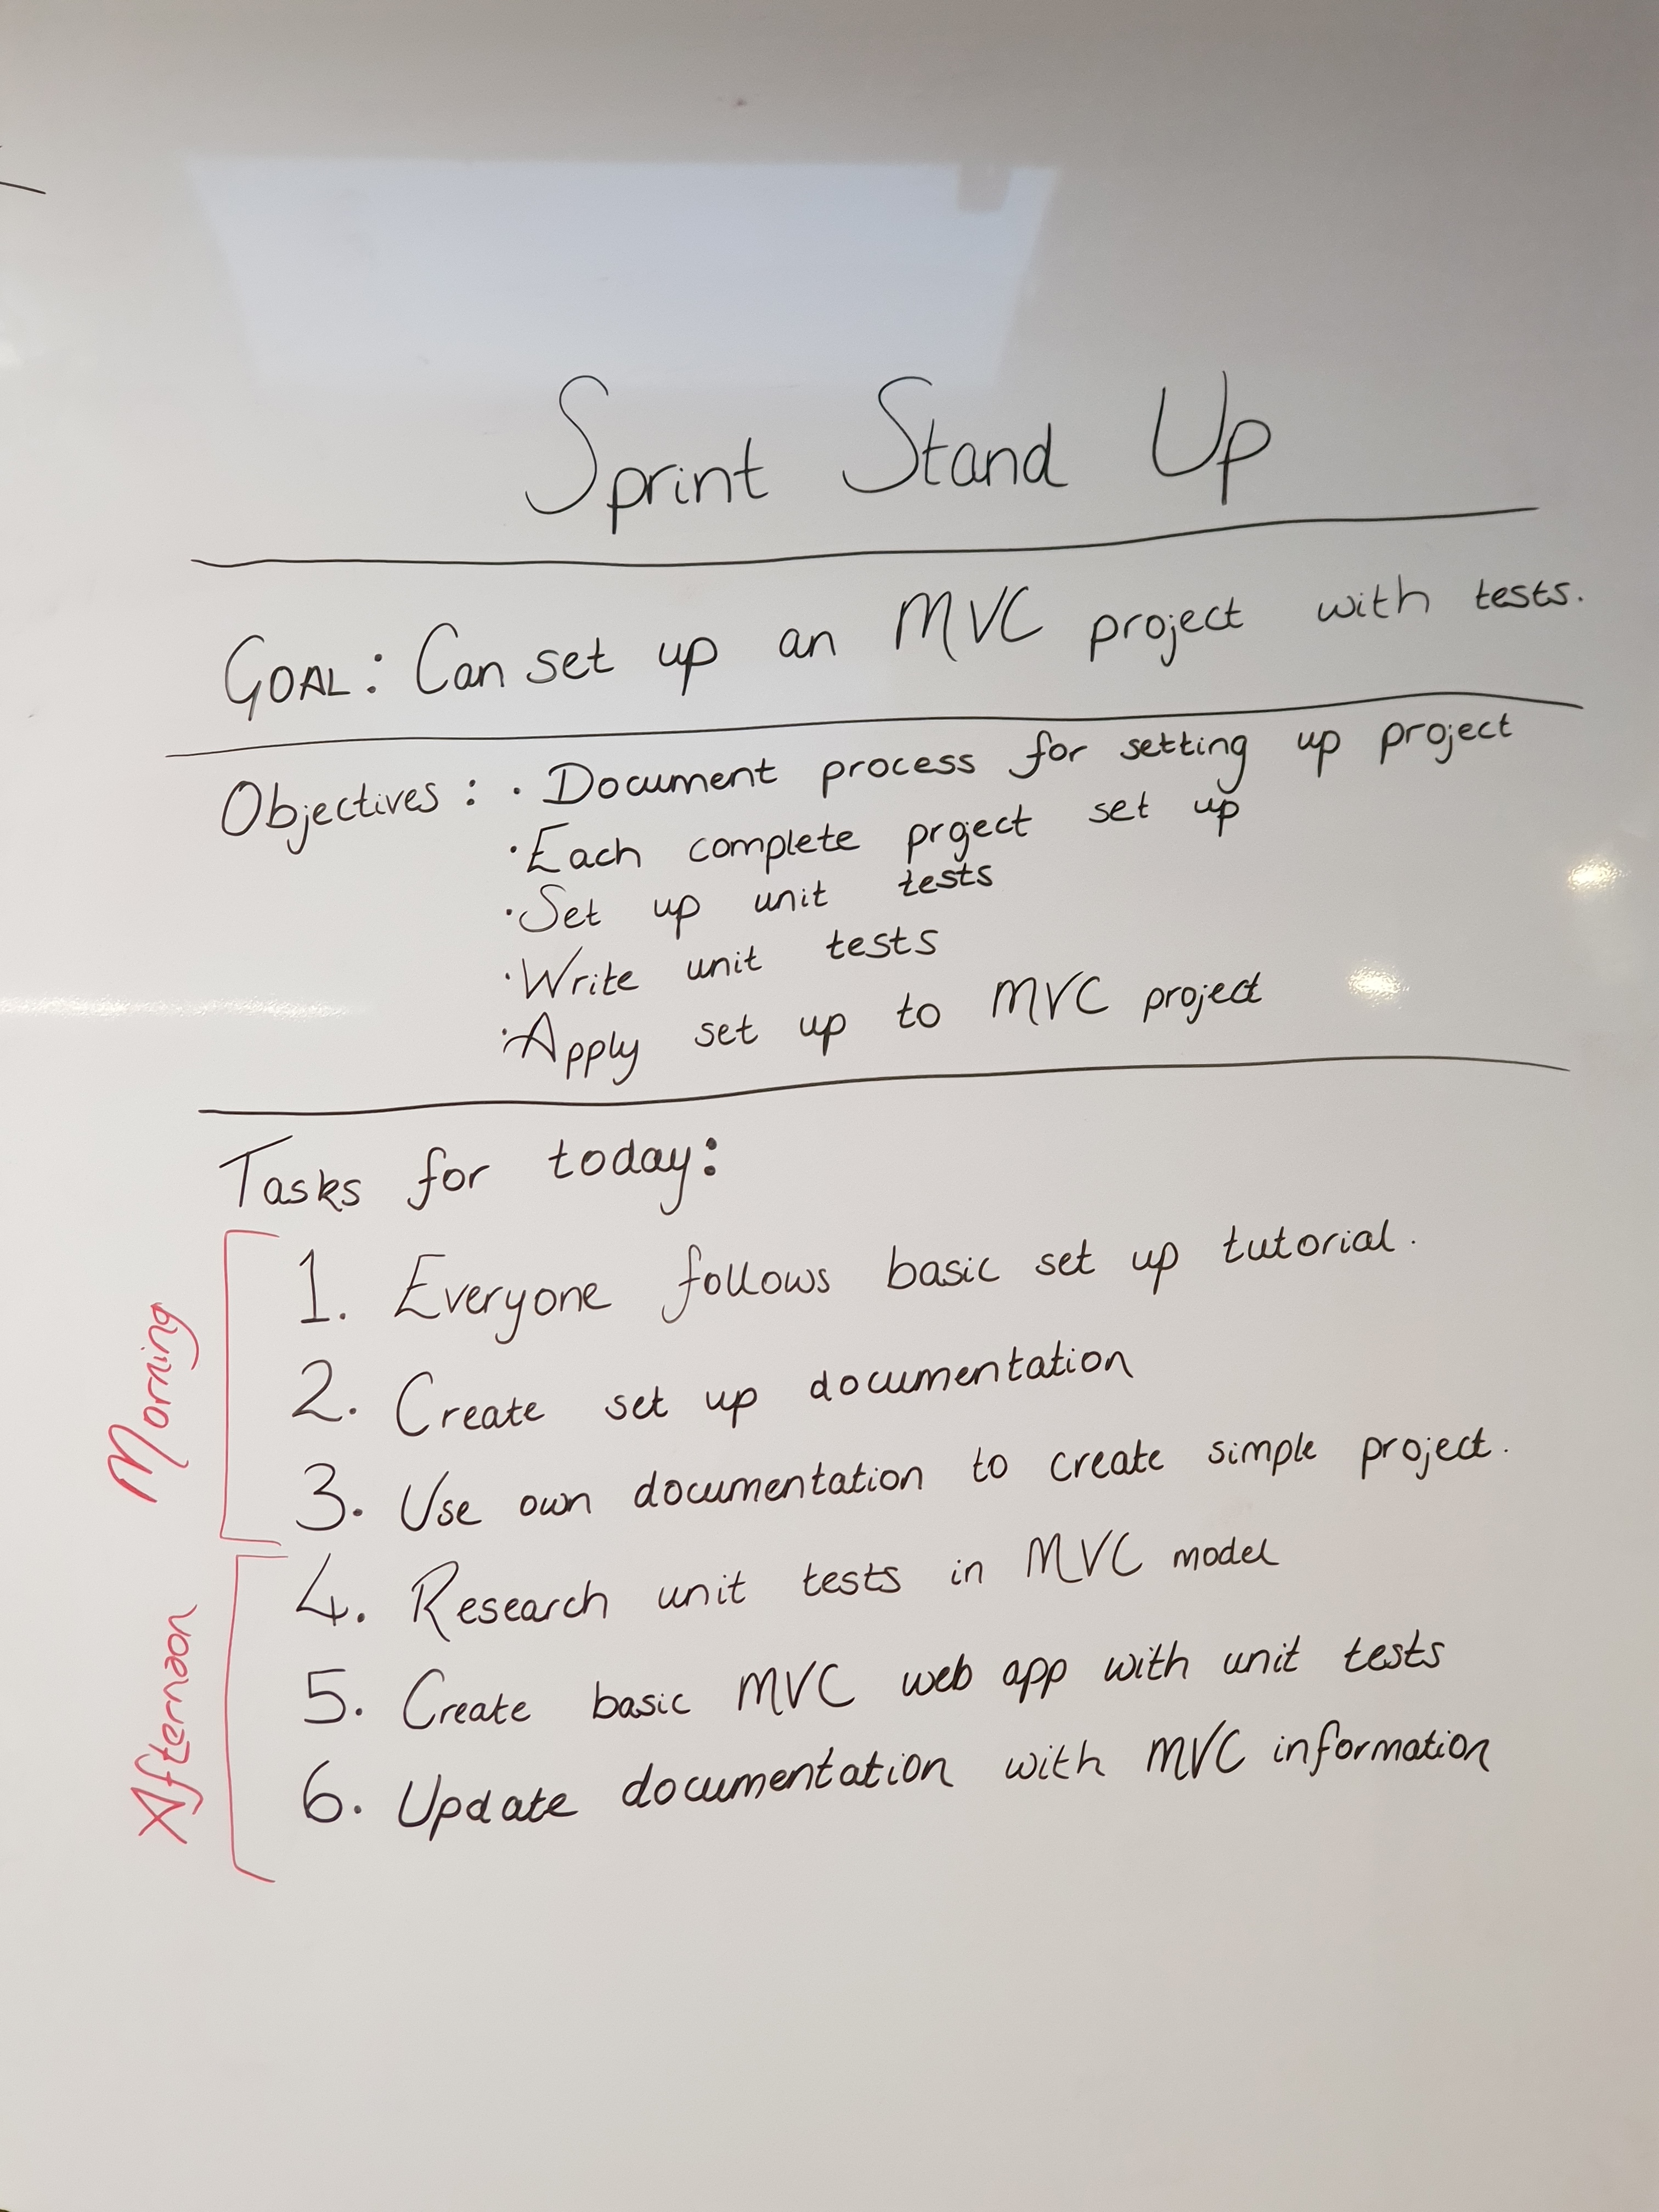 Sprint Stand Up
GOAL: Can set up an MVC project with tests.
Objectives: · Document process for setting up project
· Each complete project set up
· Set up unit tests
· Write unit tests
· Apply set up to MVC project
Tasks for today:
Morning
1. Everyone follows basic set up tutorial.
2. Create set up documentation
3. Use own documentation to create simple project.
Afternoon
4. Research unit tests in MVC model
5. Create basic MVC web app with unit tests
6. Update documentation with MVC information